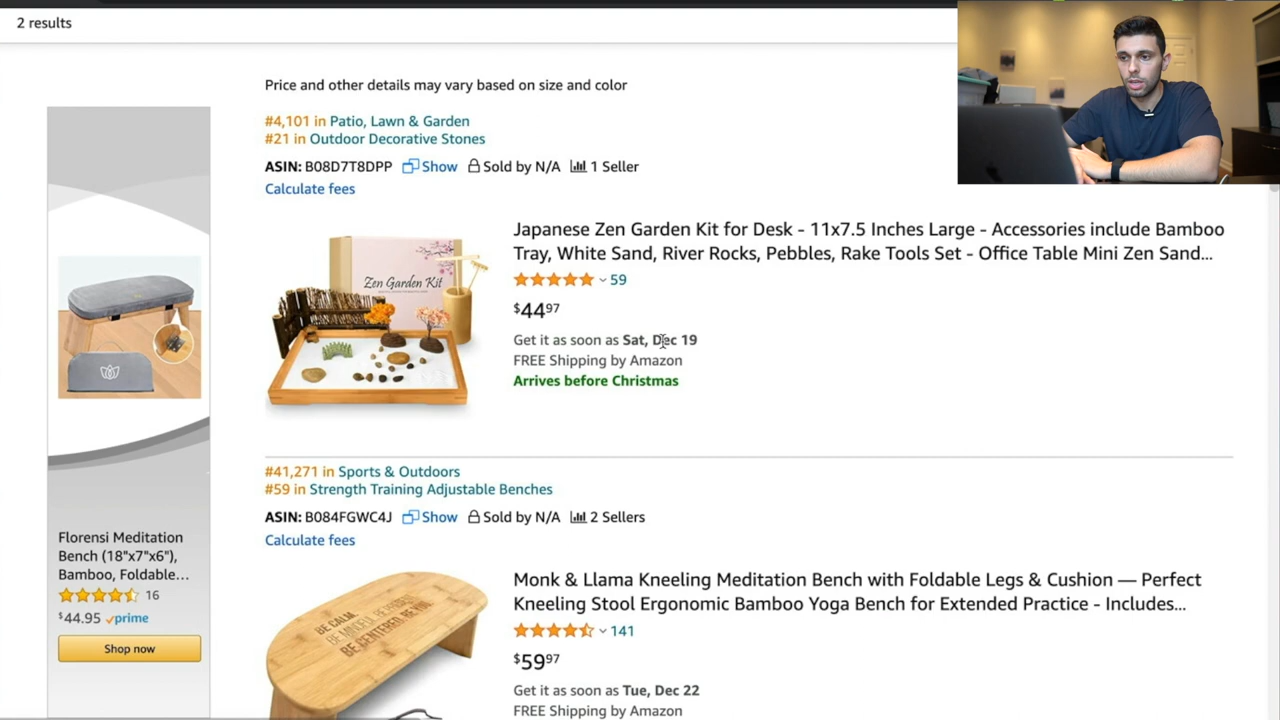 2 results
Price and other details may vary based on size and color
#4,101 in Patio, Lawn & Garden
#21 in Outdoor Decorative Stones
ASIN: B08D7T8DPP Show Sold by N/A 1 Seller
Calculate fees
Japanese Zen Garden Kit for Desk - 11x7.5 Inches Large - Accessories include Bamboo
Tray, White Sand, River Rocks, Pebbles, Rake Tools Set - Office Table Mini Zen Sand...
59
$4497
Get it as soon as Sat, Dec 19
FREE Shipping by Amazon
Arrives before Christmas
Zen Garden Kit
#41,271 in Sports & Outdoors
#59 in Strength Training Adjustable Benches
ASIN: B084FGWC4J Show Sold by N/A 2 Sellers
Calculate fees
Monk & Llama Kneeling Meditation Bench with Foldable Legs & Cushion — Perfect
Kneeling Stool Ergonomic Bamboo Yoga Bench for Extended Practice - Includes...
141
$5997
Get it as soon as Tue, Dec 22
FREE Shipping by Amazon
BE CALM.
BE CENTERED. BE YOU.
Florensi Meditation
Bench (18"x7"x6"),
Bamboo, Foldable...
16
$44.95 prime
Shop now